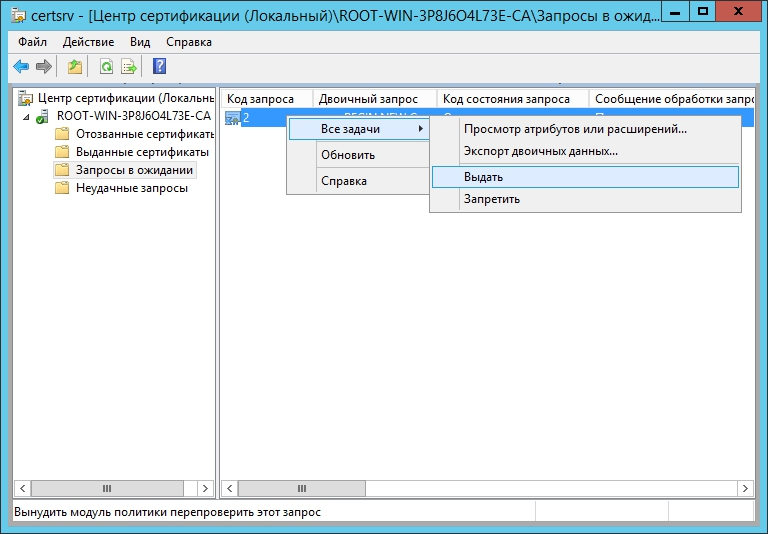 certsrv - [Центр сертификации (Локальный)\ROOT-WIN-3P8J6O4L73E-CA\Запросы в ожид...
Файл Действие Вид Справка
Центр сертификации (Локальнь
ROOT-WIN-3P8J6O4L73E-CA
Отозванные сертификать
Выданные сертификаты
Запросы в ожидании
Неудачные запросы
Код запроса Двоичный запрос Код состояния запроса Сообщение обработки запро
2
Все задачи
Обновить
Справка
Просмотр атрибутов или расширений...
Экспорт двоичных данных...
Выдать
Запретить
Вынудить модуль политики перепроверить этот запрос